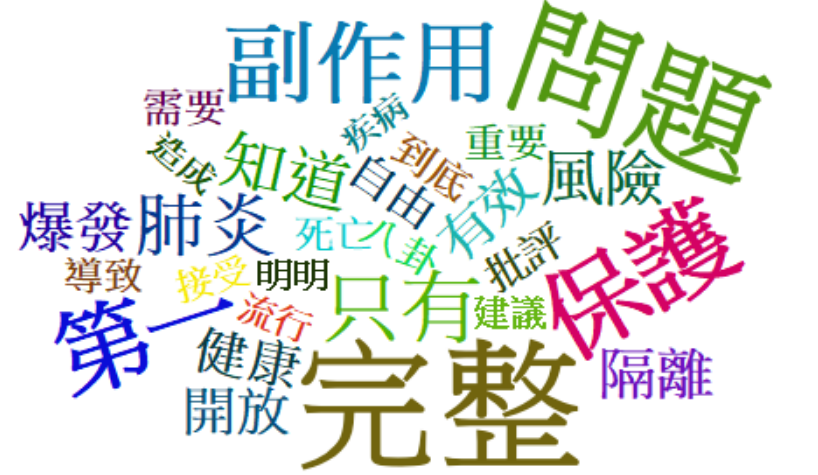 副作用
問題
需要
疾病
造成
知道
到底
重要
自由
有效
風險
爆發
肺炎
死亡
八卦
批評
保護
導致
接受
明明
只有
建議
第一
流行
健康
完整
隔離
開放